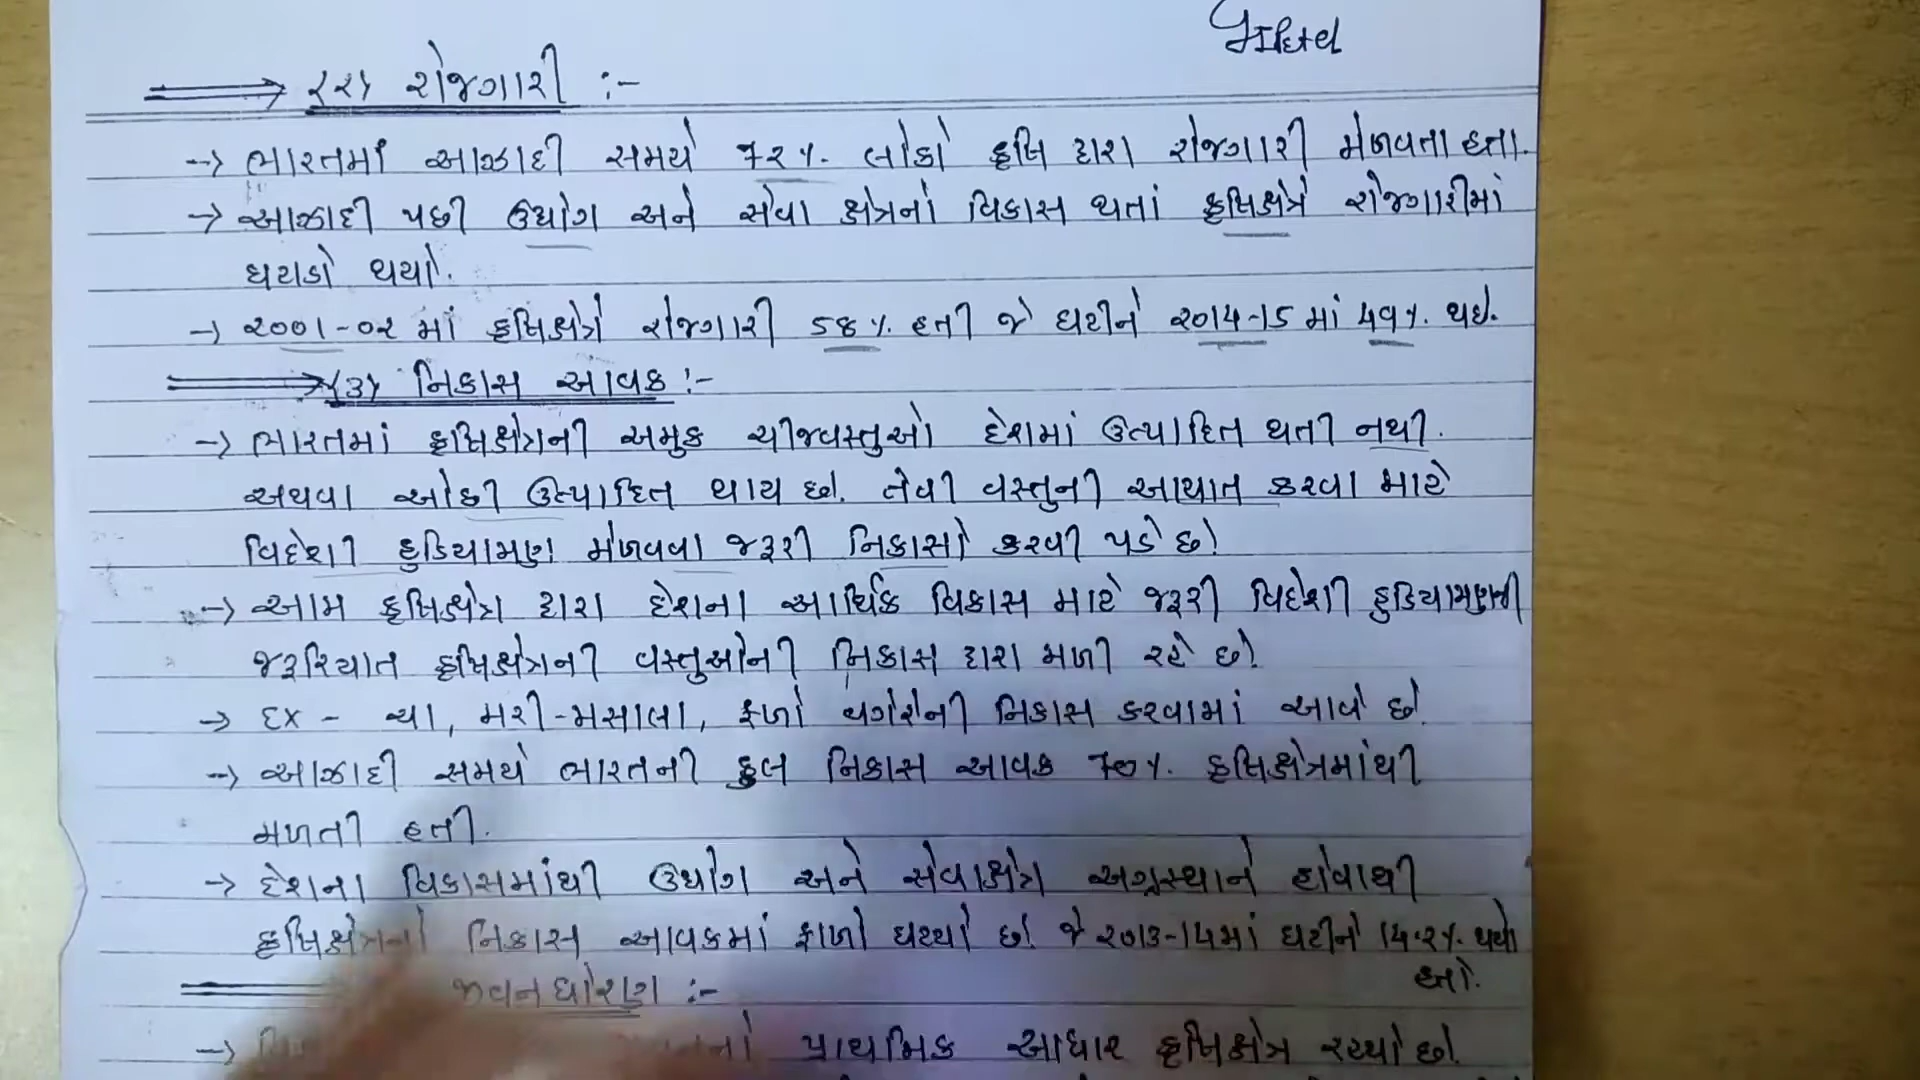 (૨) રોજગારી :-
→ ભારતમાં આઝાદી સમયે ૭૨%. લોકો કૃષિ દ્વારા રોજગારી મેળવતા હતા.
→ આઝાદી પછી ઉદ્યોગ અને સેવા ક્ષેત્રનો વિકાસ થતાં કૃષિક્ષેત્રે રોજગારીમાં
ઘટાડો થયો.
→ ૨૦૦૧-૦૨ માં કૃષિક્ષેત્રે રોજગારી ૫૮%. હતી જે ઘટીને ૨૦૧૪-૧૫ માં ૪૯%. થઇ.
(૩) નિકાસ આવક :-
→ ભારતમાં કૃષિક્ષેત્રની અમુક ચીજવસ્તુઓ દેશમાં ઉત્પાદિત થતી નથી.
અથવા ઓછી ઉત્પાદિત થાય છે. તેવી વસ્તુની આયાત કરવા માટે
વિદેશી હુંડિયામણ મેળવવા જરૂરી નિકાસો કરવી પડે છે.
→ આમ કૃષિક્ષેત્ર દ્વારા દેશના આર્થિક વિકાસ માટે જરૂરી વિદેશી હુંડિયામણની
જરૂરિયાત કૃષિક્ષેત્રની વસ્તુઓની નિકાસ દ્વારા મળી રહે છે.
→ Ex - ચા, મરી-મસાલા, ફળો વગેરેની નિકાસ કરવામાં આવે છે.
→ આઝાદી સમયે ભારતની કુલ નિકાસ આવક ૭૦%. કૃષિક્ષેત્રમાંથી
મળતી હતી.
→ દેશના વિકાસમાંથી ઉદ્યોગ અને સેવાક્ષેત્રે અગ્રસ્થાને હોવાથી
કૃષિક્ષેત્રનો નિકાસ આવકમાં ફાળો ઘટ્યો છે. જે ૨૦૧૩-૧૪માં ઘટીને ૧૪.૨%. થયો
હતો.
જીવનધોરણ :-
→ પ્રાથમિક આધાર કૃષિક્ષેત્ર રહ્યો છે.